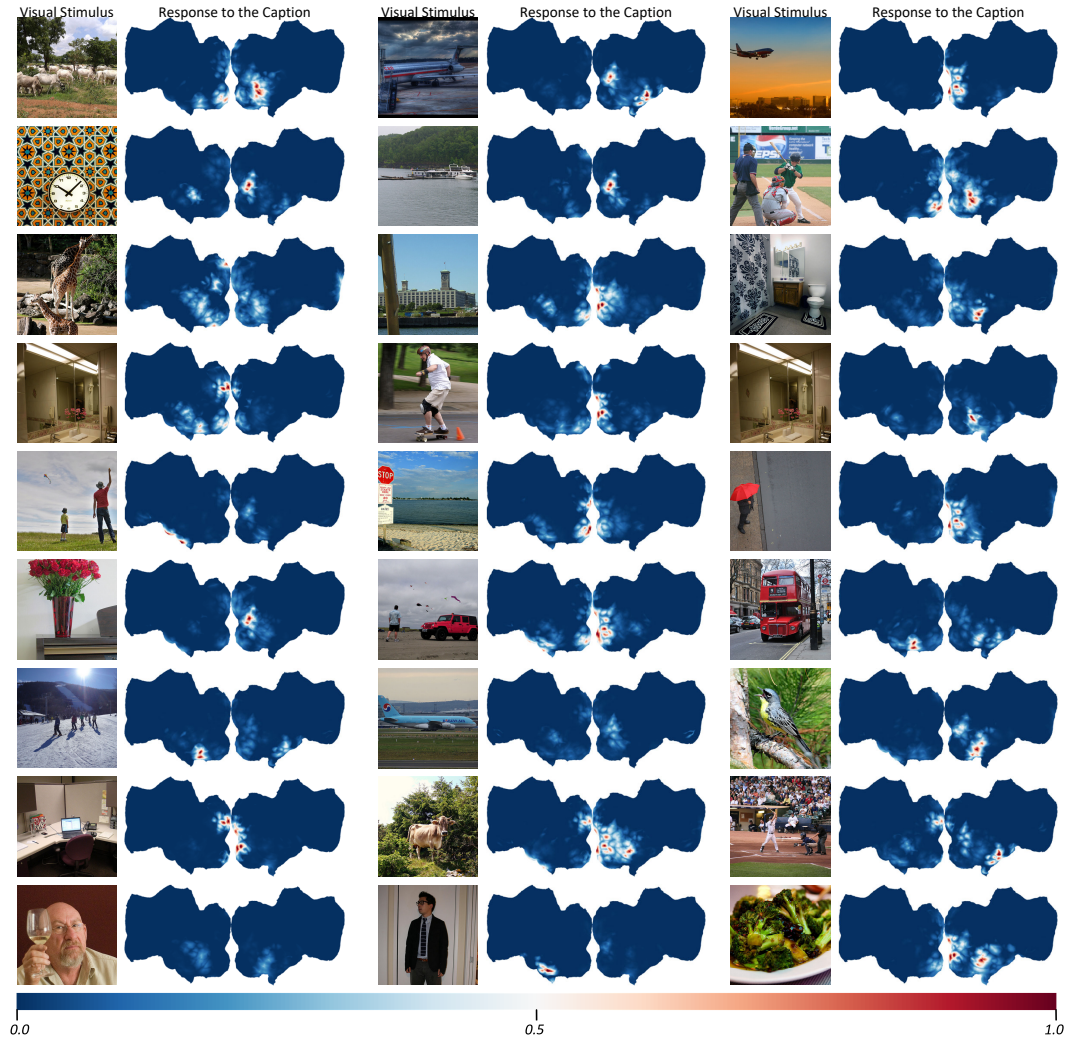 Visual Stimulus Response to the Caption Visual Stimulus Response to the Caption Visual Stimulus Response to the Caption
PEPSI
STOP
0.0 0.5 1.0